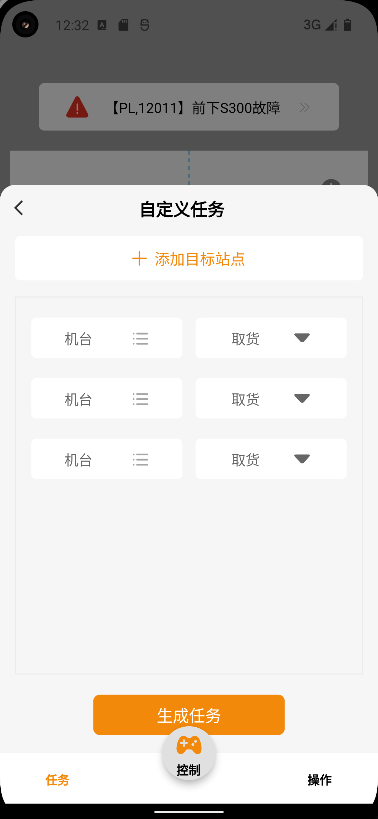 12:32
3G
【PL,12011】前下S300故障
自定义任务
添加目标站点
机台 取货
机台 取货
机台 取货
生成任务
任务 控制 操作